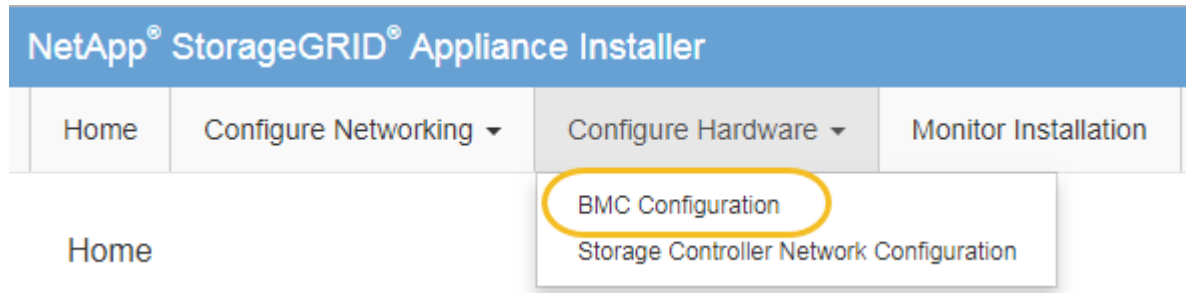 NetApp® StorageGRID® Appliance Installer
Home Configure Networking Configure Hardware Monitor Installation
BMC Configuration
Home
Storage Controller Network Configuration